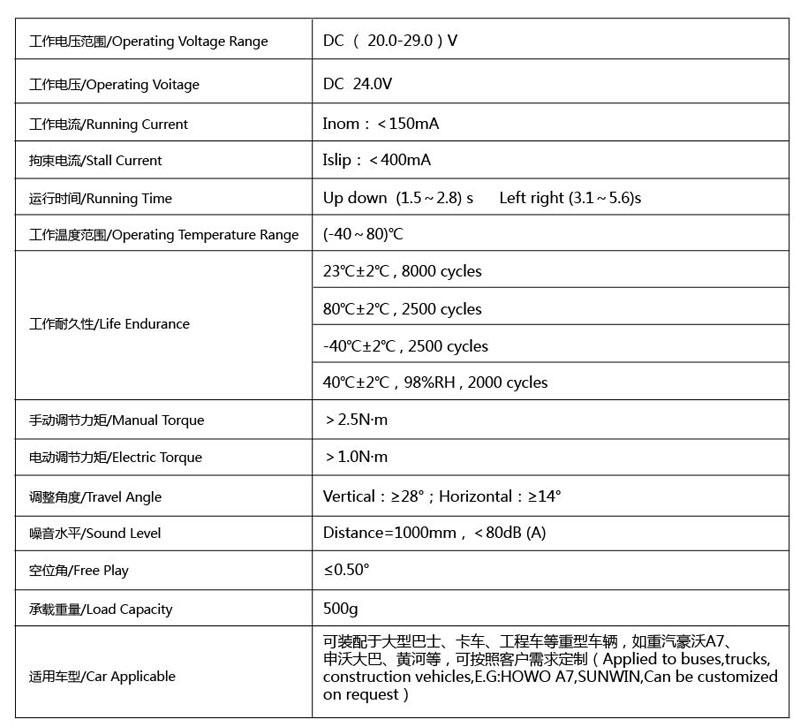 工作电压范围/Operating Voltage Range
DC （ 20.0-29.0 ) V
工作电压/Operating Voitage
DC 24.0V
工作电流/Running Current
Inom：＜150mA
拘束电流/Stall Current
Islip：＜400mA
运行时间/Running Time
Up down (1.5～2.8) s Left right (3.1～5.6)s
工作温度范围/Operating Temperature Range
(-40～80)℃
工作耐久性/Life Endurance
23℃±2℃ , 8000 cycles
80℃±2℃ , 2500 cycles
-40℃±2℃ , 2500 cycles
40℃±2℃，98%RH , 2000 cycles
手动调节力矩/Manual Torque
＞2.5N·m
电动调节力矩/Electric Torque
＞1.0N·m
调整角度/Travel Angle
Vertical：≥28°；Horizontal：≥14°
噪音水平/Sound Level
Distance=1000mm，＜80dB (A)
空位角/Free Play
≤0.50°
承载重量/Load Capacity
500g
适用车型/Car Applicable
可装配于大型巴士、卡车、工程车等重型车辆，如重汽豪沃A7、
申沃大巴、黄河等，可按照客户需求定制（Applied to buses,trucks,
construction vehicles,E.G:HOWO A7,SUNWIN,Can be customized
on request）